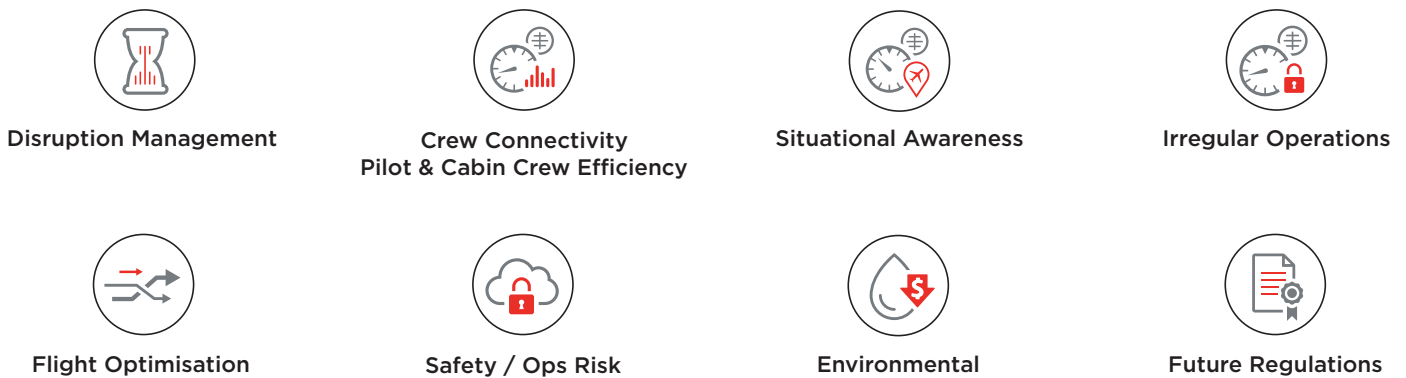 Disruption Management
Crew Connectivity
Pilot & Cabin Crew Efficiency
Situational Awareness
Irregular Operations
$
Flight Optimisation
Safety / Ops Risk
Environmental
Future Regulations